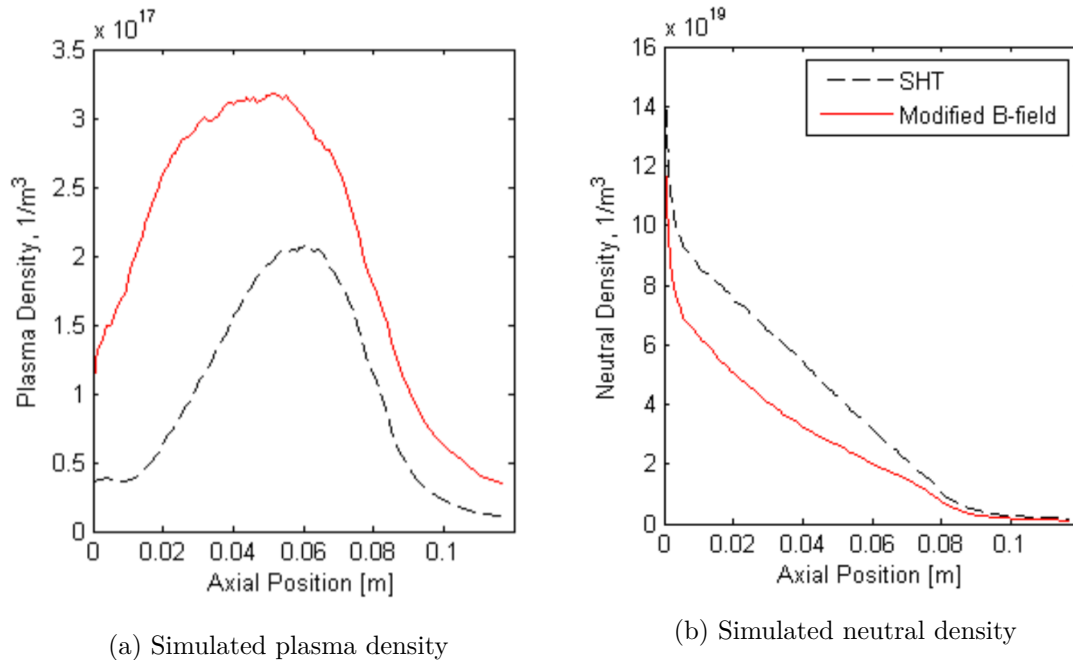 x 10^17
3.5
3
2.5
2
1.5
1
0.5
0
Plasma Density, 1/m^3
0 0.02 0.04 0.06 0.08 0.1
Axial Position [m]
(a) Simulated plasma density
x 10^19
16
14
12
10
8
6
4
2
0
Neutral Density, 1/m^3
SHT
Modified B-field
0 0.02 0.04 0.06 0.08 0.1
Axial Position [m]
(b) Simulated neutral density